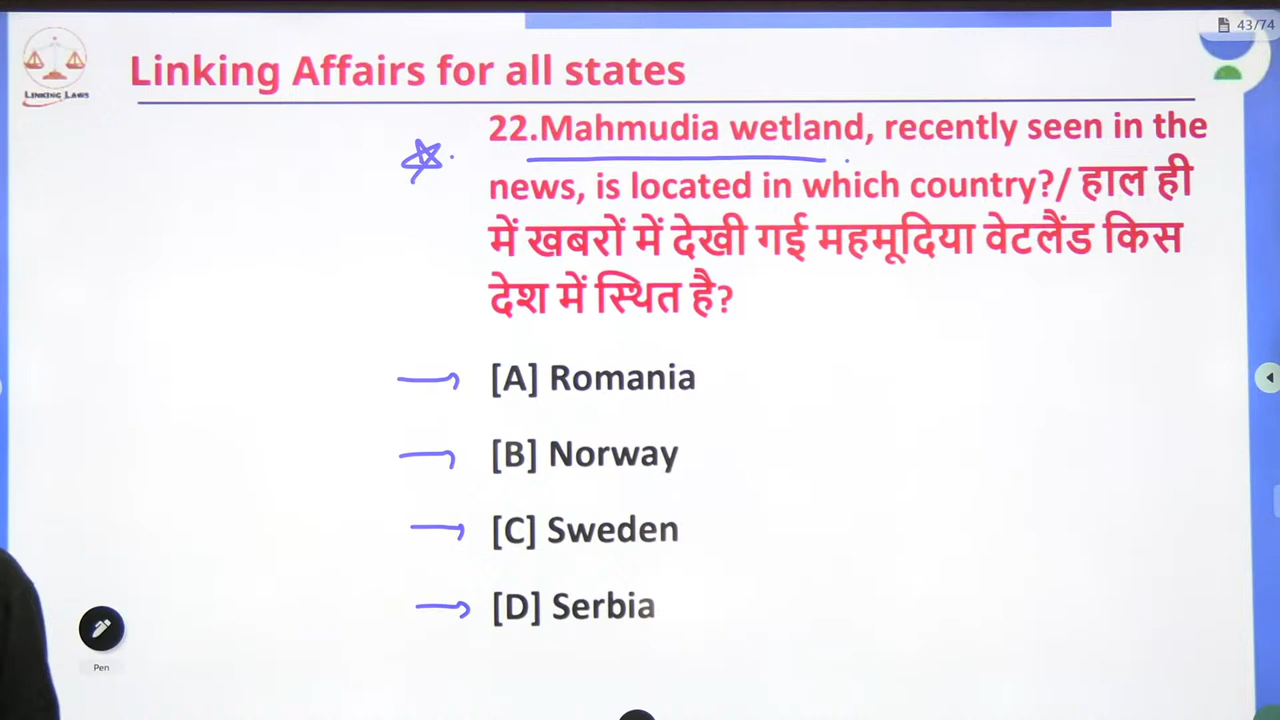 43/74
LINKING LAWS
Linking Affairs for all states
22.Mahmudia wetland, recently seen in the
news, is located in which country?/ हाल ही
में खबरों में देखी गई महमूदिया वेटलैंड किस
देश में स्थित है?
[A] Romania
[B] Norway
[C] Sweden
[D] Serbia
Pen